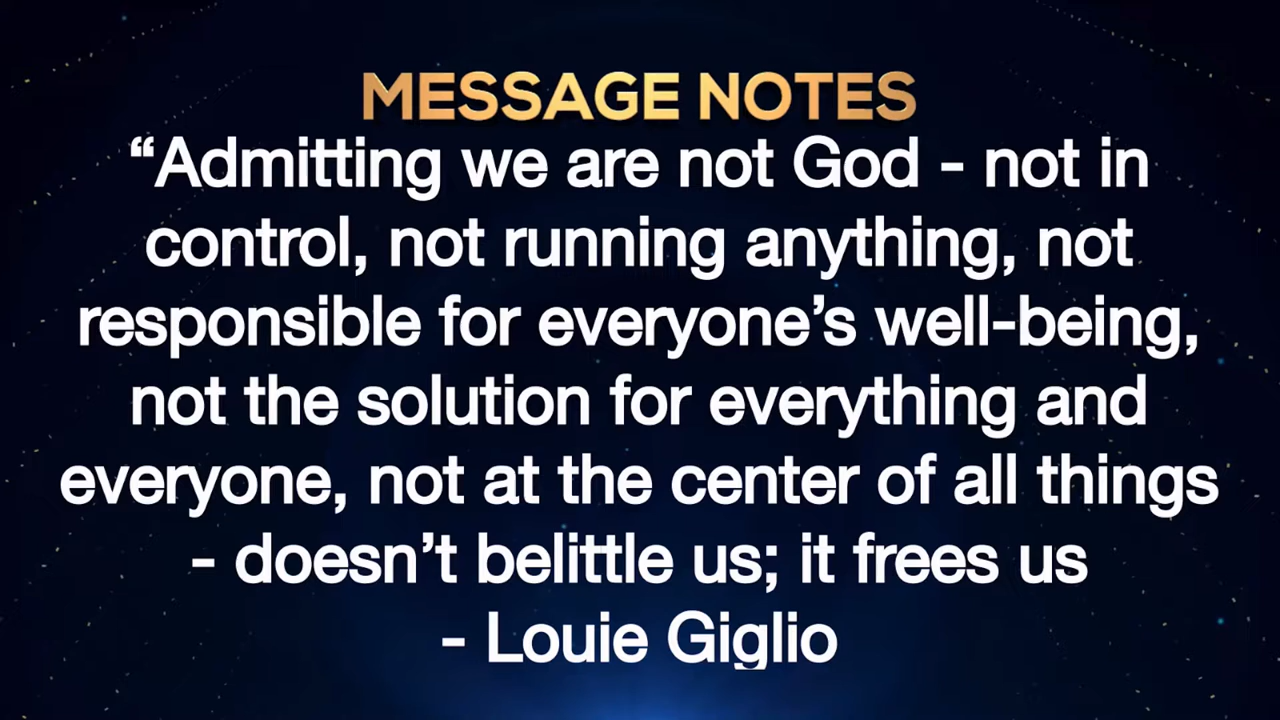 MESSAGE NOTES
“Admitting we are not God - not in
control, not running anything, not
responsible for everyone’s well-being,
not the solution for everything and
everyone, not at the center of all things
- doesn’t belittle us; it frees us
- Louie Giglio